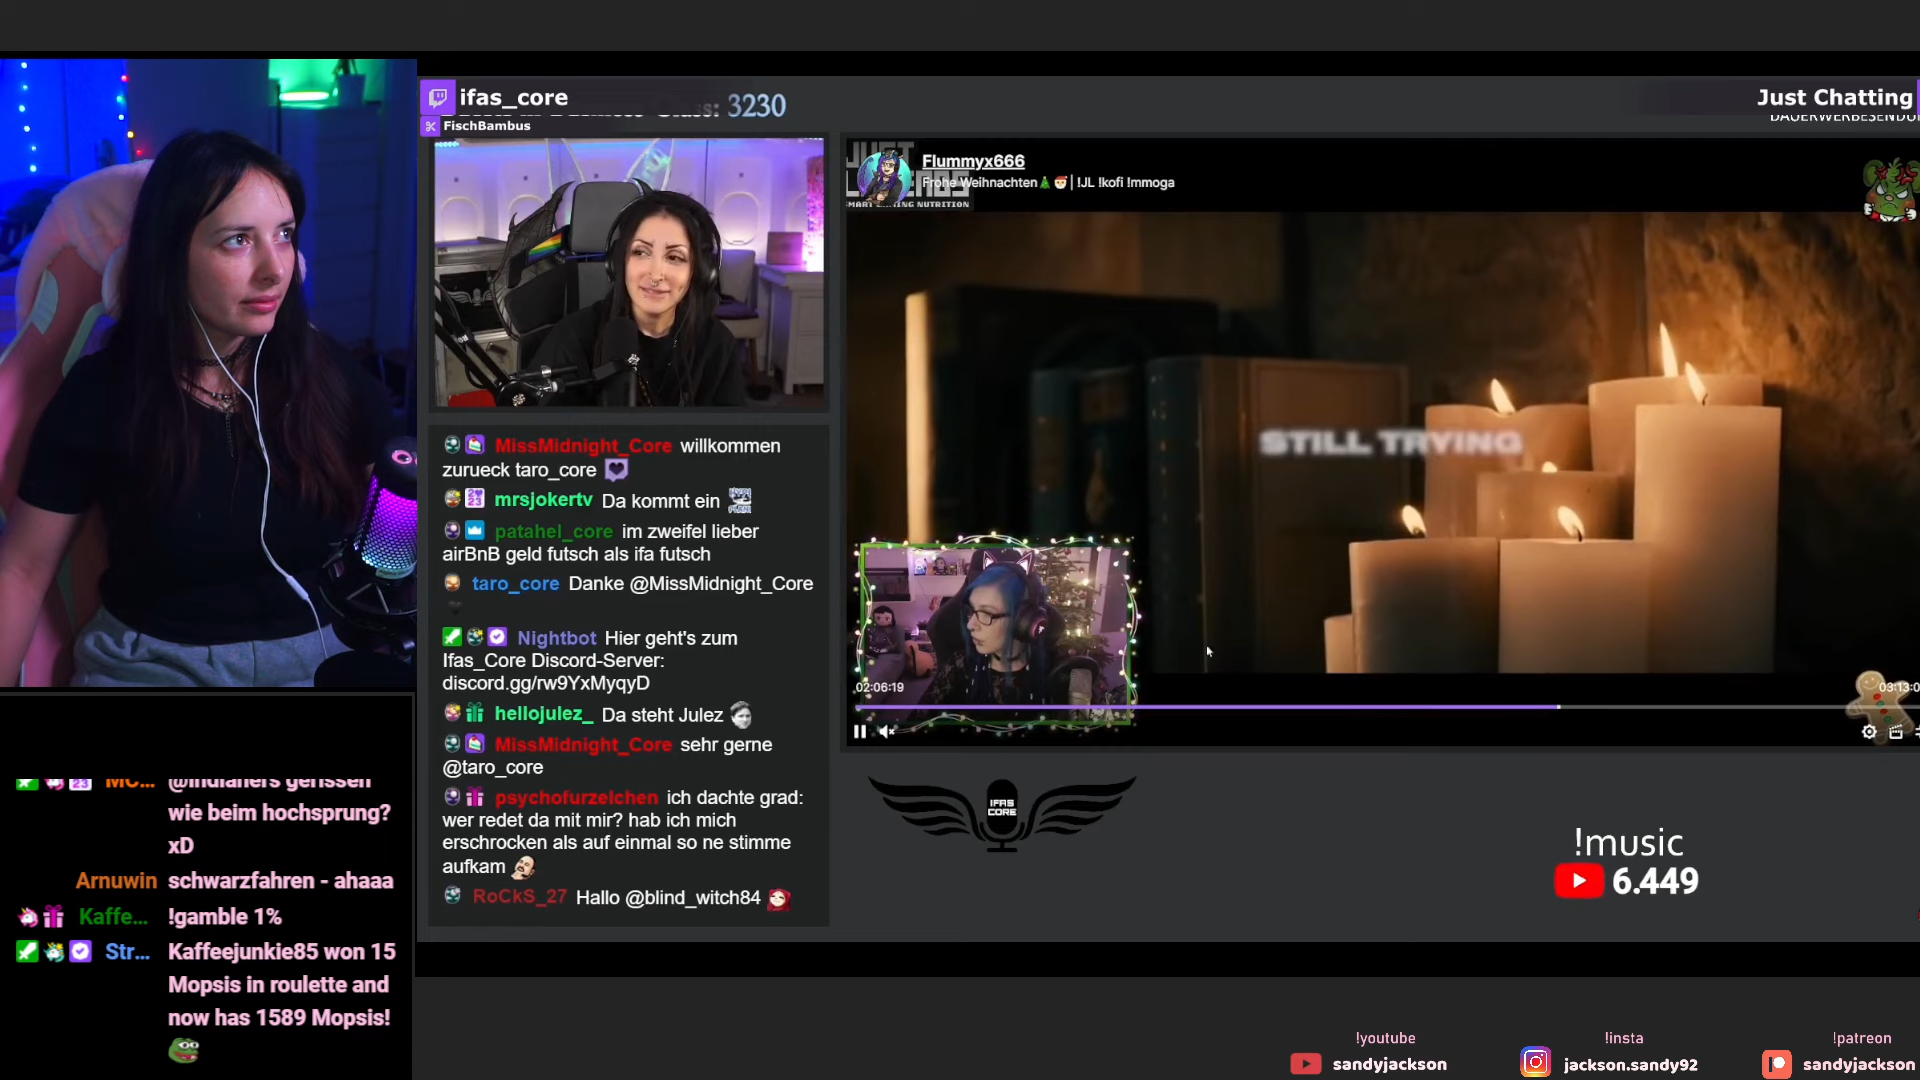 ifas_core
Class: 3230
FischBambus
Just Chatting
DAUERWERBESENDUN
Flummyx666
Frohe Weihnachten | !JL !kofi !mmoga
STILL TRYING
02:06:19
03:13:0
MissMidnight_Core willkommen
zurueck taro_core
mrsjokertv Da kommt ein
patahel_core im zweifel lieber
airBnB geld futsch als ifa futsch
taro_core Danke @MissMidnight_Core
Nightbot Hier geht's zum
Ifas_Core Discord-Server:
discord.gg/rw9YxMyqyD
hellojulez_ Da steht Julez
MissMidnight_Core sehr gerne
@taro_core
psychofurzelchen ich dachte grad:
wer redet da mit mir? hab ich mich
erschrocken als auf einmal so ne stimme
aufkam
RoCkS_27 Hallo @blind_witch84
IFAS
CORE
!music
6.449
MC... @indianers gerissen
wie beim hochsprung?
xD
Arnuwin schwarzfahren - ahaaa
Kaffe... !gamble 1%
Str... Kaffeejunkie85 won 15
Mopsis in roulette and
now has 1589 Mopsis!
!youtube
sandyjackson
!insta
jackson.sandy92
!patreon
sandyjackson